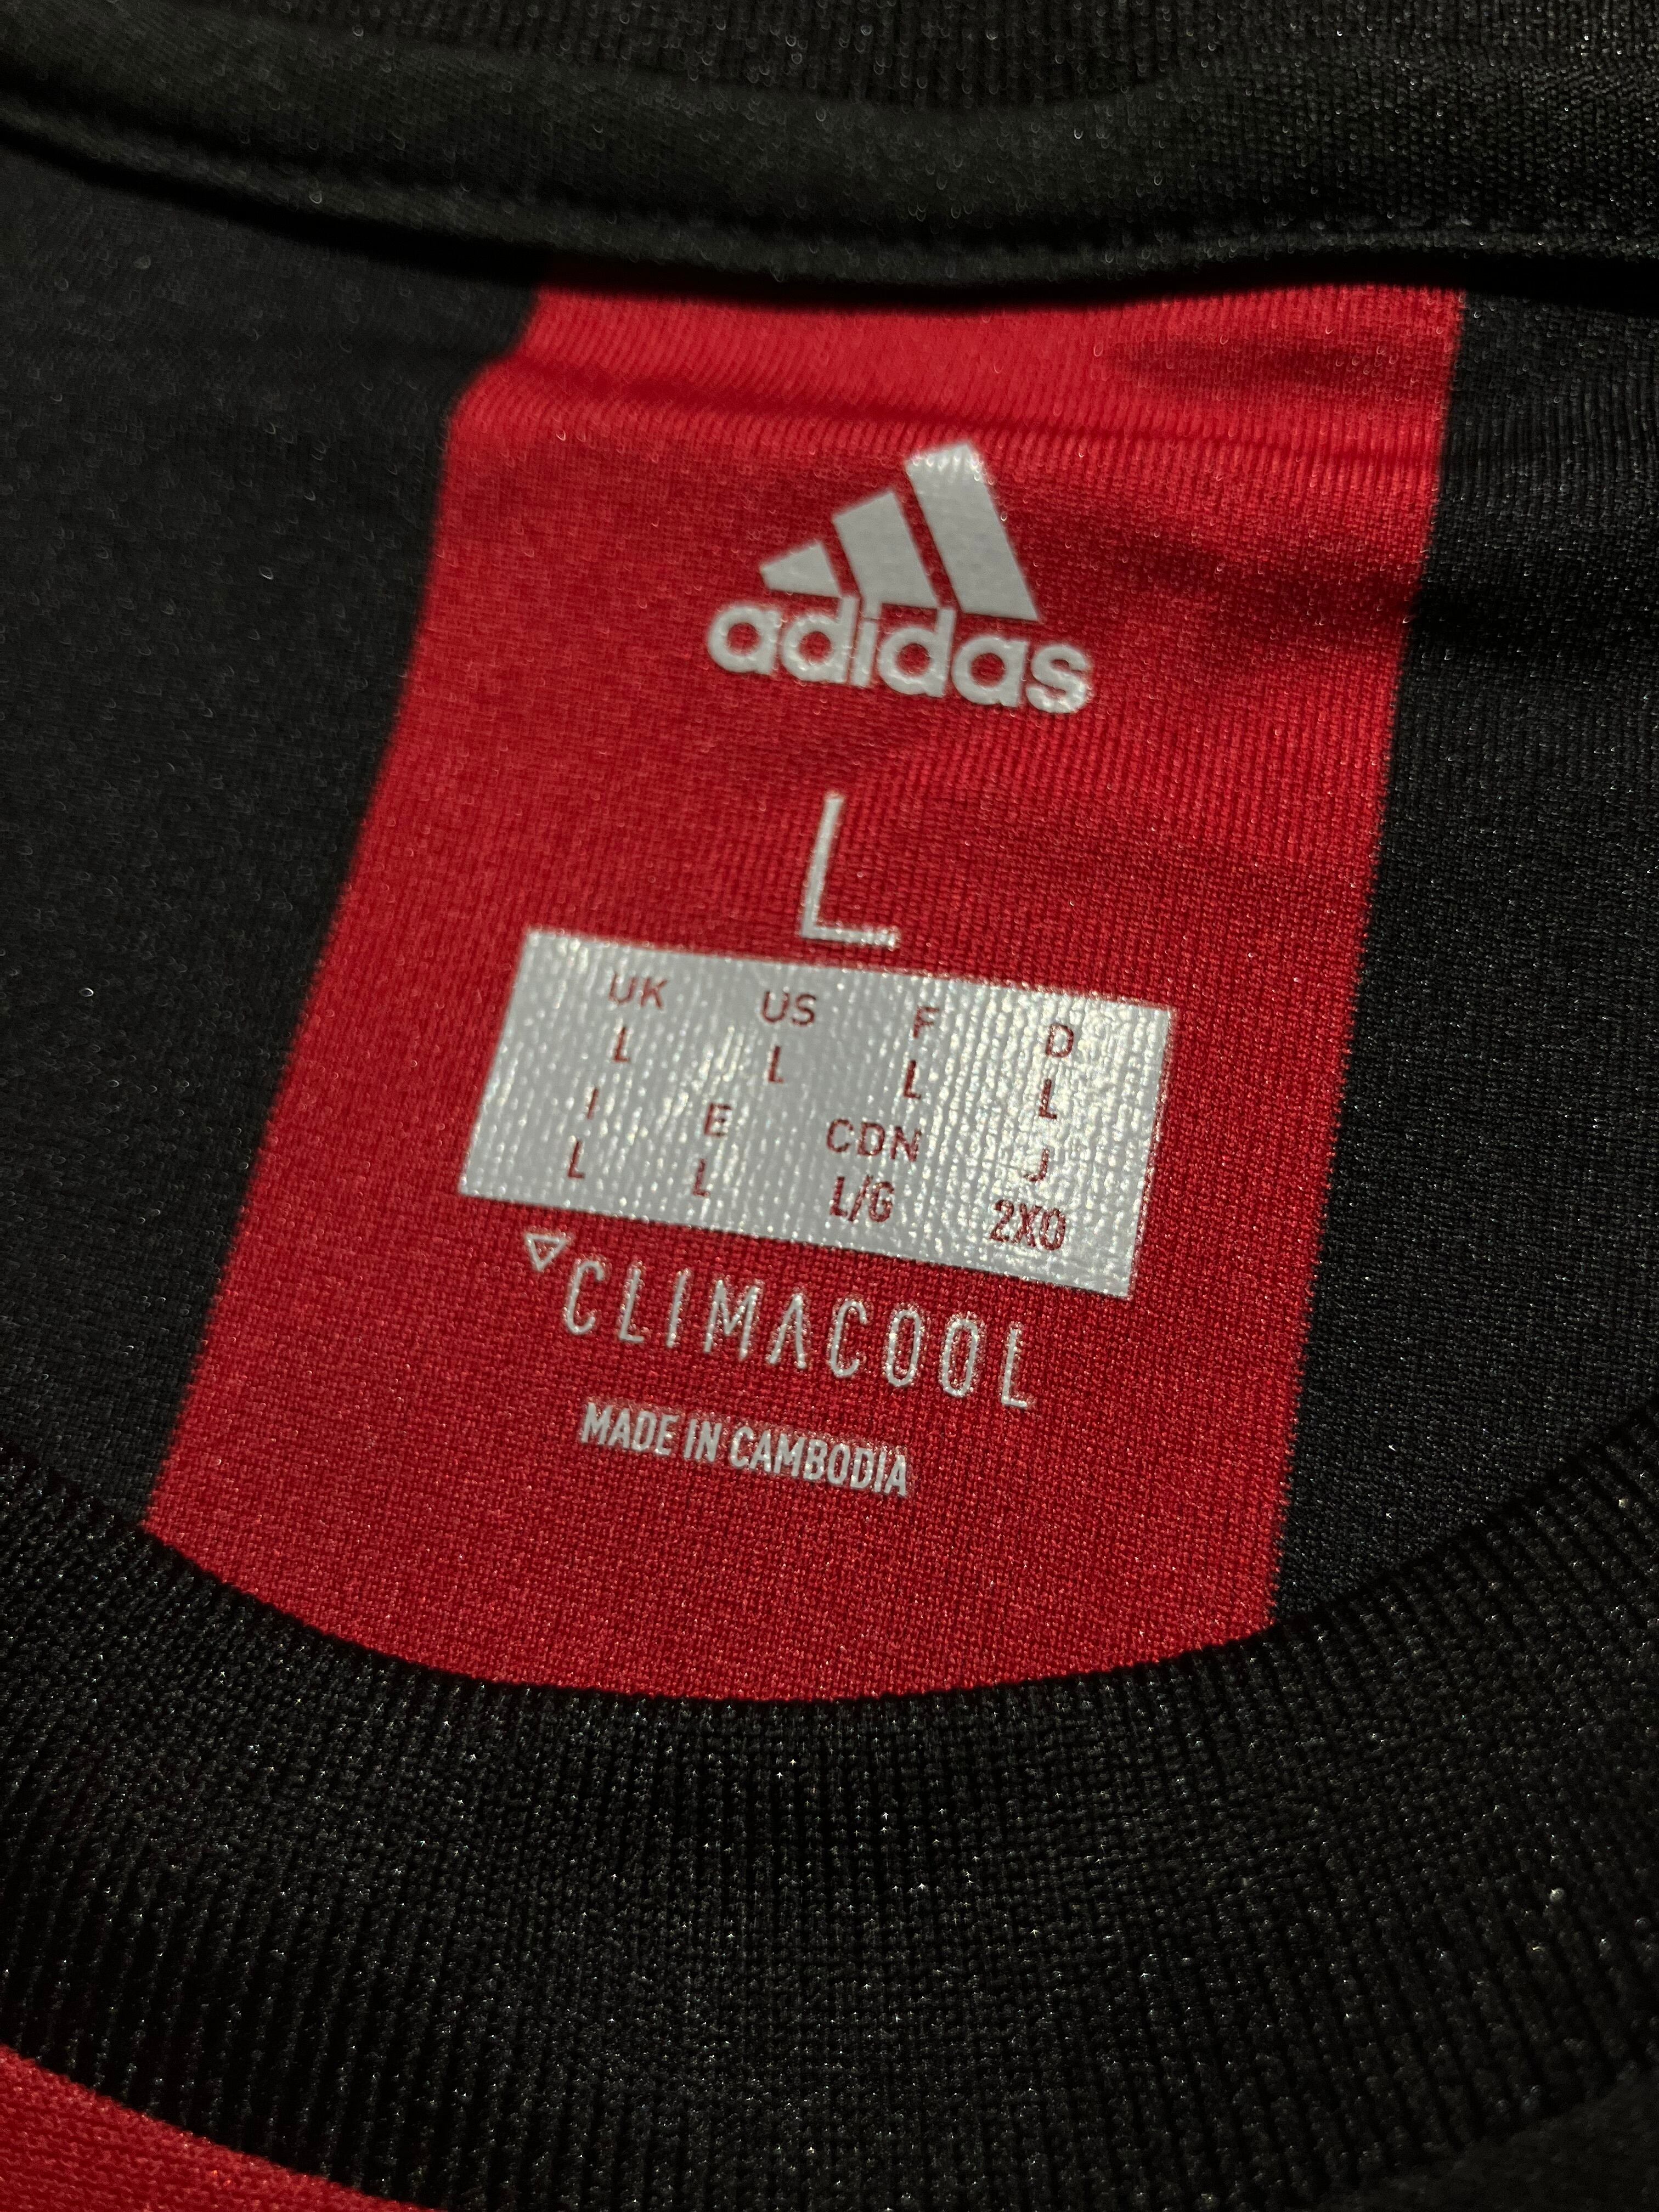 adidas
L
UK US F D
L L L L
I E CDN J
L L L/G 2XO
CLIMACOOL
MADE IN CAMBODIA